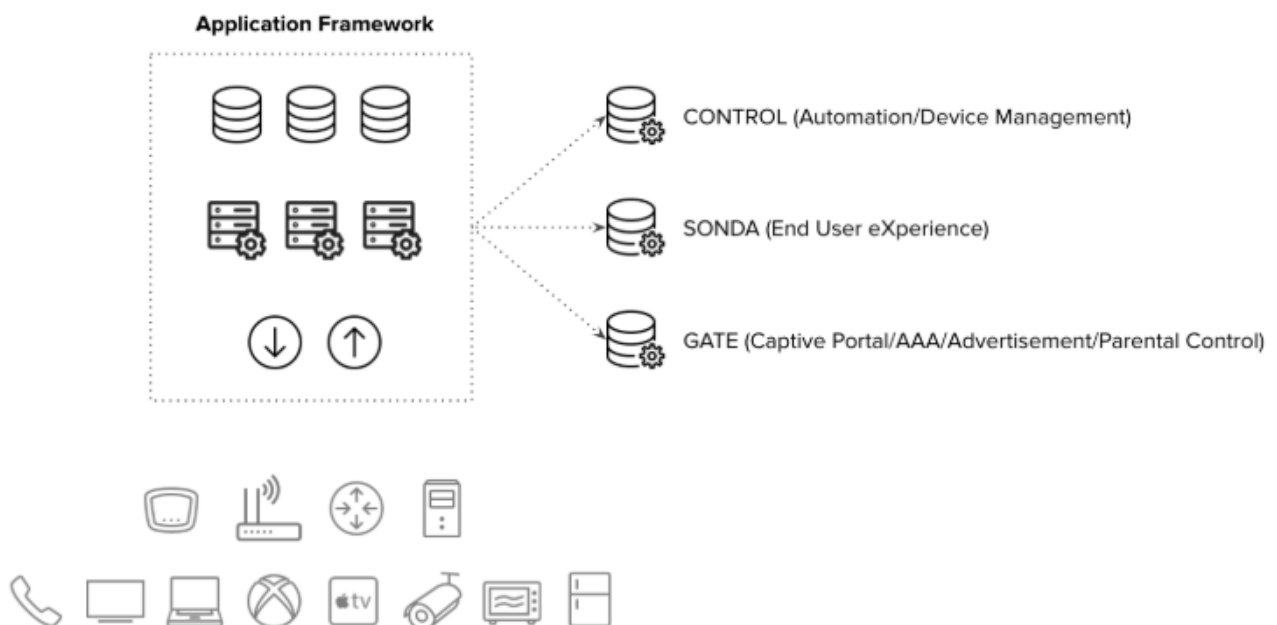 Application Framework
CONTROL (Automation/Device Management)
SONDA (End User eXperience)
GATE (Captive Portal/AAA/Advertisement/Parental Control)
tv